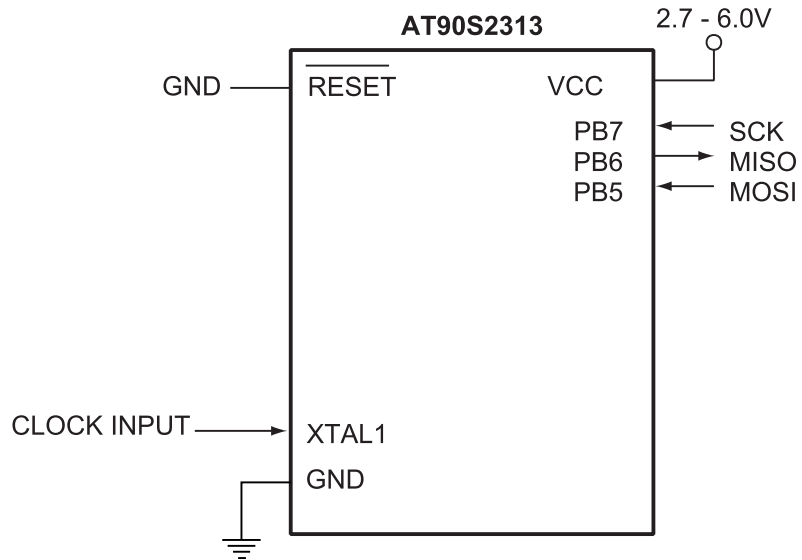 AT90S2313
2.7 - 6.0V
GND
RESET
VCC
PB7
SCK
PB6
MISO
PB5
MOSI
CLOCK INPUT
XTAL1
GND